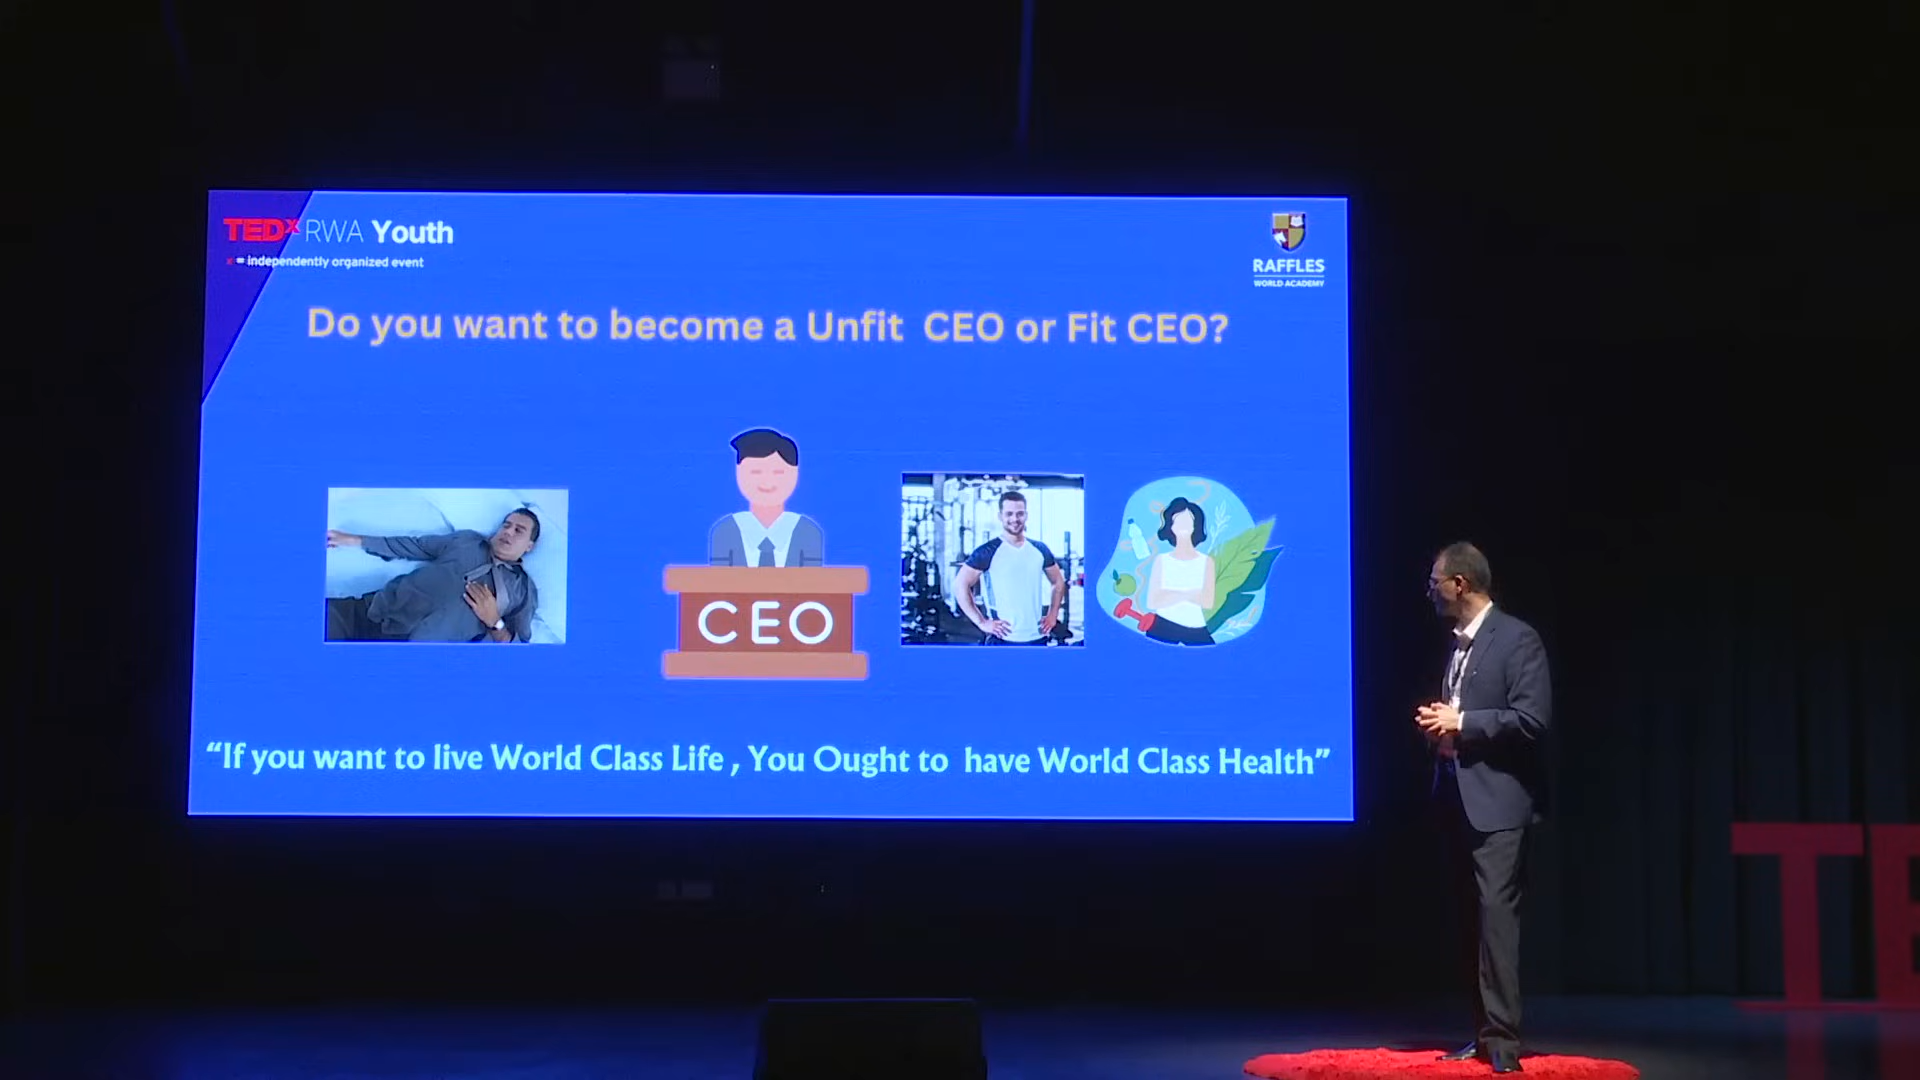 TEDx RWA Youth
x = independently organized event
RAFFLES
WORLD ACADEMY
Do you want to become a Unfit CEO or Fit CEO?
CEO
“If you want to live World Class Life , You Ought to have World Class Health”
TE